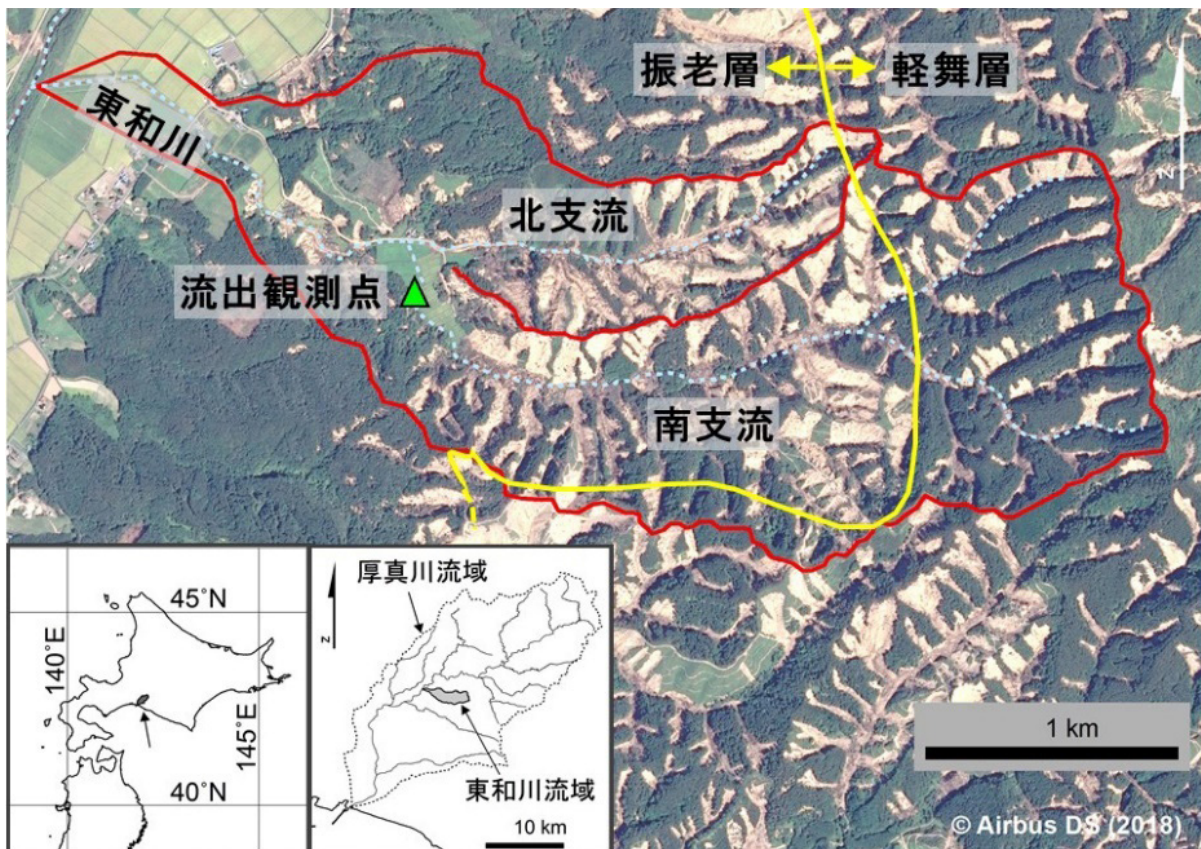 振老層
軽舞層
N
東和川
北支流
流出観測点
南支流
45°N
140°E
145°E
40°N
厚真川流域
N
東和川流域
10 km
1 km
© Airbus DS (2018)